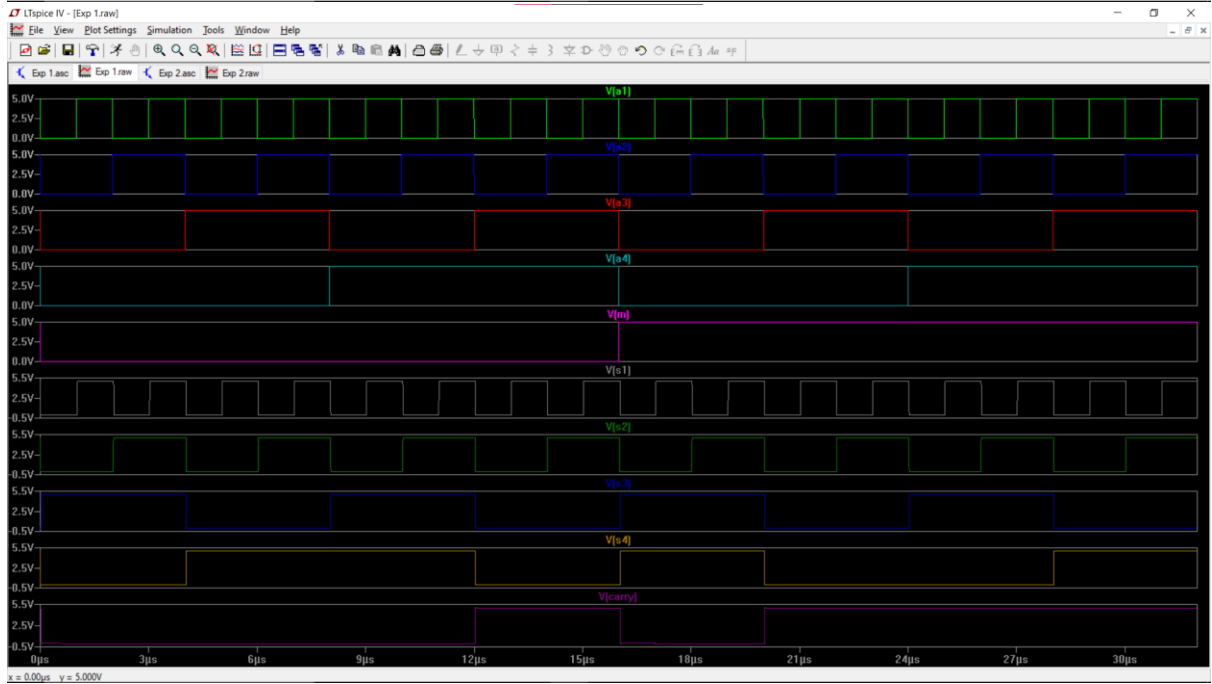 LTspice IV - [Exp 1.raw]
File View Plot Settings Simulation Tools Window Help
Exp 1.asc Exp 1.raw Exp 2.asc Exp 2.raw
V(a1)
5.0V
2.5V
0.0V
V(a2)
5.0V
2.5V
0.0V
V(a3)
5.0V
2.5V
0.0V
V(a4)
5.0V
2.5V
0.0V
V(m)
5.0V
2.5V
0.0V
V(s1)
5.5V
2.5V
-0.5V
V(s2)
5.5V
2.5V
-0.5V
V(s3)
5.5V
2.5V
-0.5V
V(s4)
5.5V
2.5V
-0.5V
V(carry)
5.5V
2.5V
-0.5V
0µs 3µs 6µs 9µs 12µs 15µs 18µs 21µs 24µs 27µs 30µs
x = 0.00µs y = 5.000V